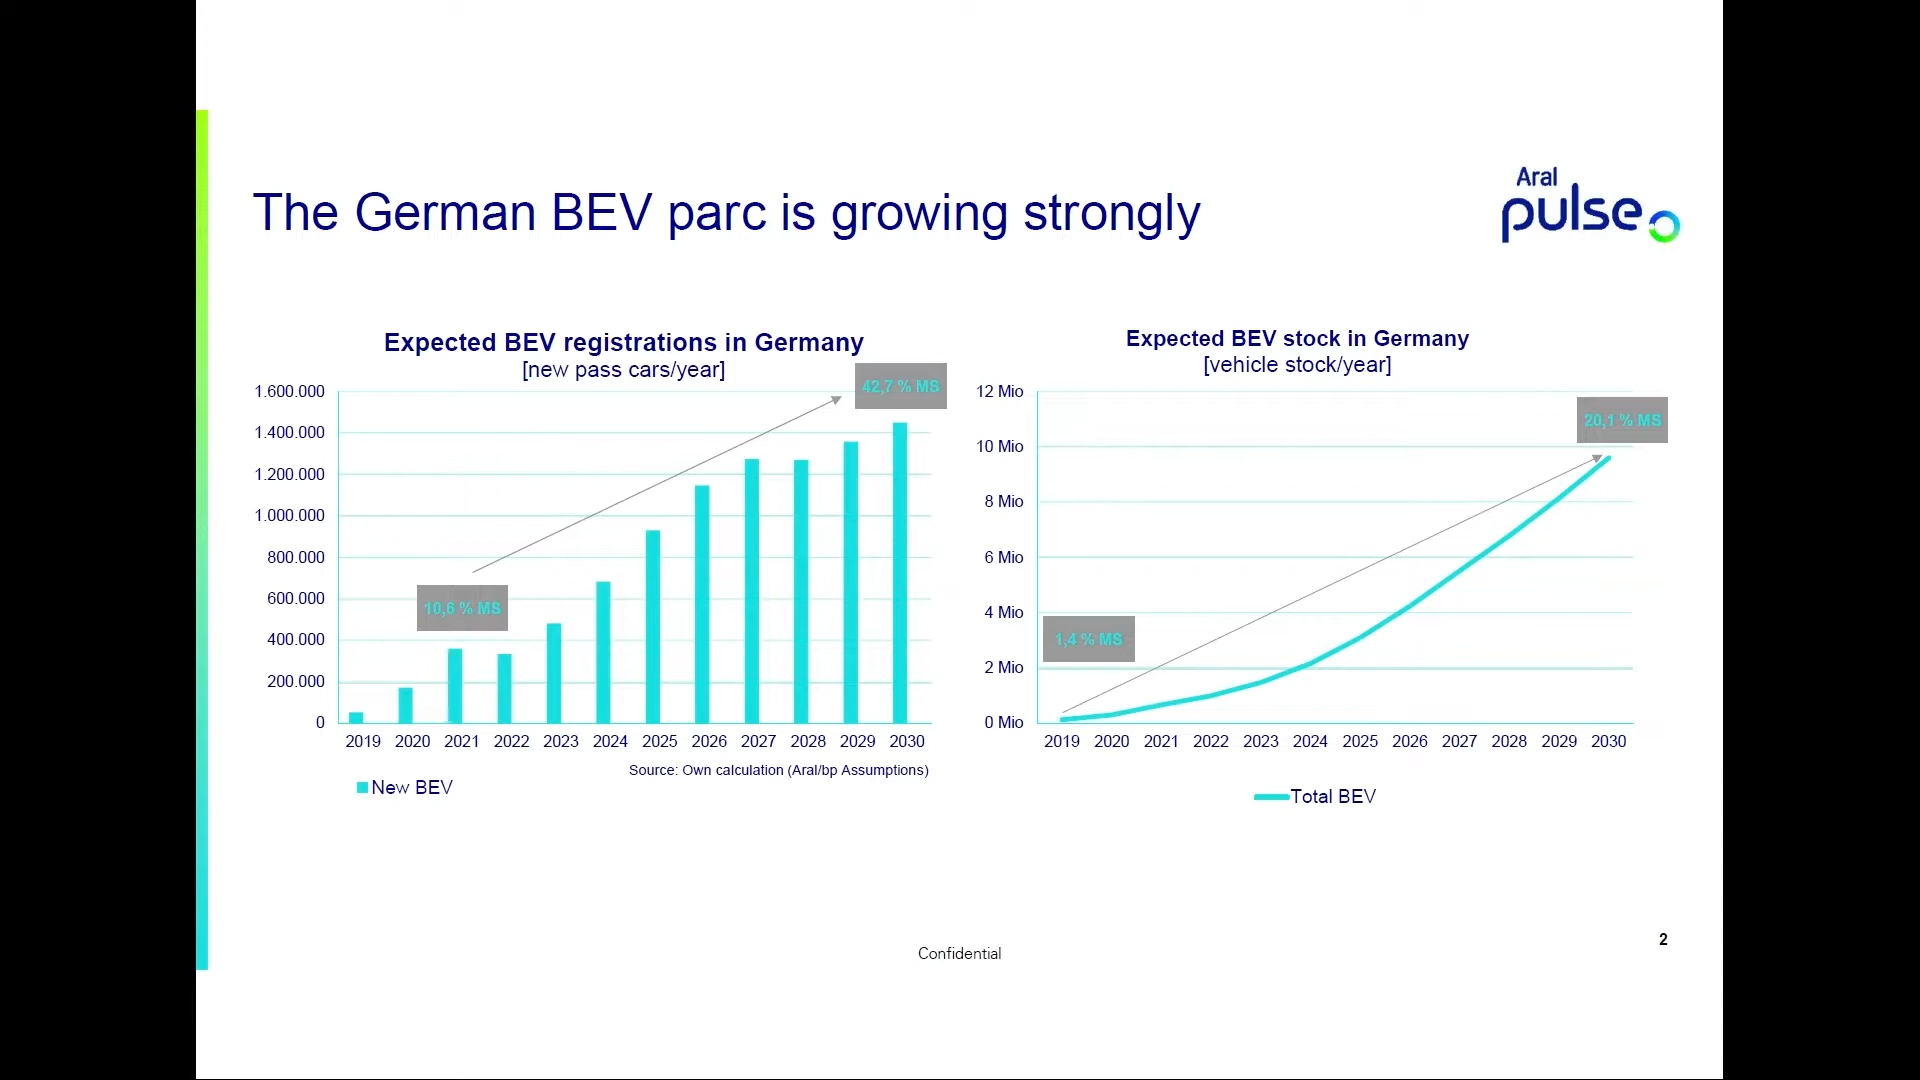 The German BEV parc is growing strongly
Aral
pulse
Expected BEV registrations in Germany
[new pass cars/year]
42,7 % MS
10,6 % MS
1.600.000
1.400.000
1.200.000
1.000.000
800.000
600.000
400.000
200.000
0
2019 2020 2021 2022 2023 2024 2025 2026 2027 2028 2029 2030
Source: Own calculation (Aral/bp Assumptions)
New BEV
Expected BEV stock in Germany
[vehicle stock/year]
20,1 % MS
1,4 % MS
12 Mio
10 Mio
8 Mio
6 Mio
4 Mio
2 Mio
0 Mio
2019 2020 2021 2022 2023 2024 2025 2026 2027 2028 2029 2030
Total BEV
2
Confidential